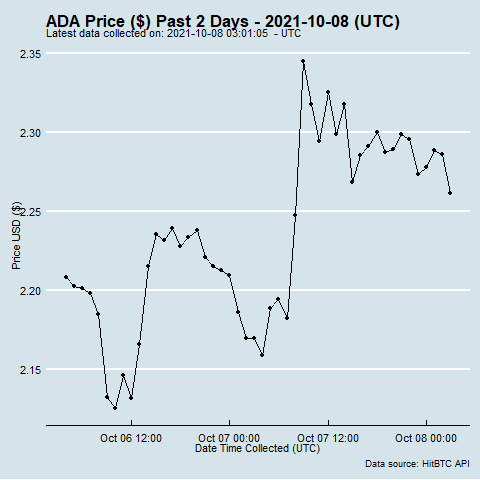 ADA Price ($) Past 2 Days - 2021-10-08 (UTC)
Latest data collected on: 2021-10-08 03:01:05  - UTC
2.35
2.30
2.25
2.20
2.15
Price USD ($)
Oct 06 12:00
Oct 07 00:00
Oct 07 12:00
Oct 08 00:00
Date Time Collected (UTC)
Data source: HitBTC API